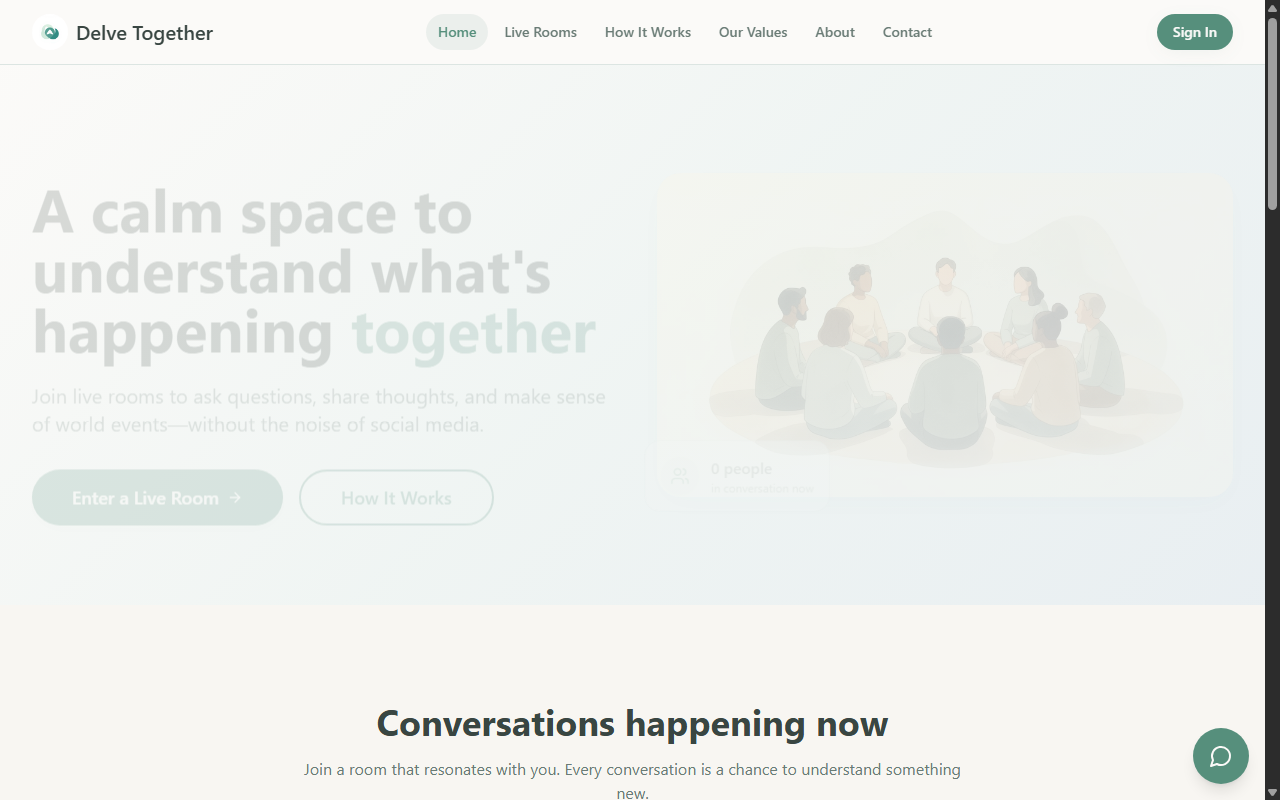 Delve Together
Home
Live Rooms
How It Works
Our Values
About
Contact
Sign In
A calm space to
understand what's
happening together
Join live rooms to ask questions, share thoughts, and make sense
of world events—without the noise of social media.
Enter a Live Room →
How It Works
0 people
in conversation now
Conversations happening now
Join a room that resonates with you. Every conversation is a chance to understand something
new.